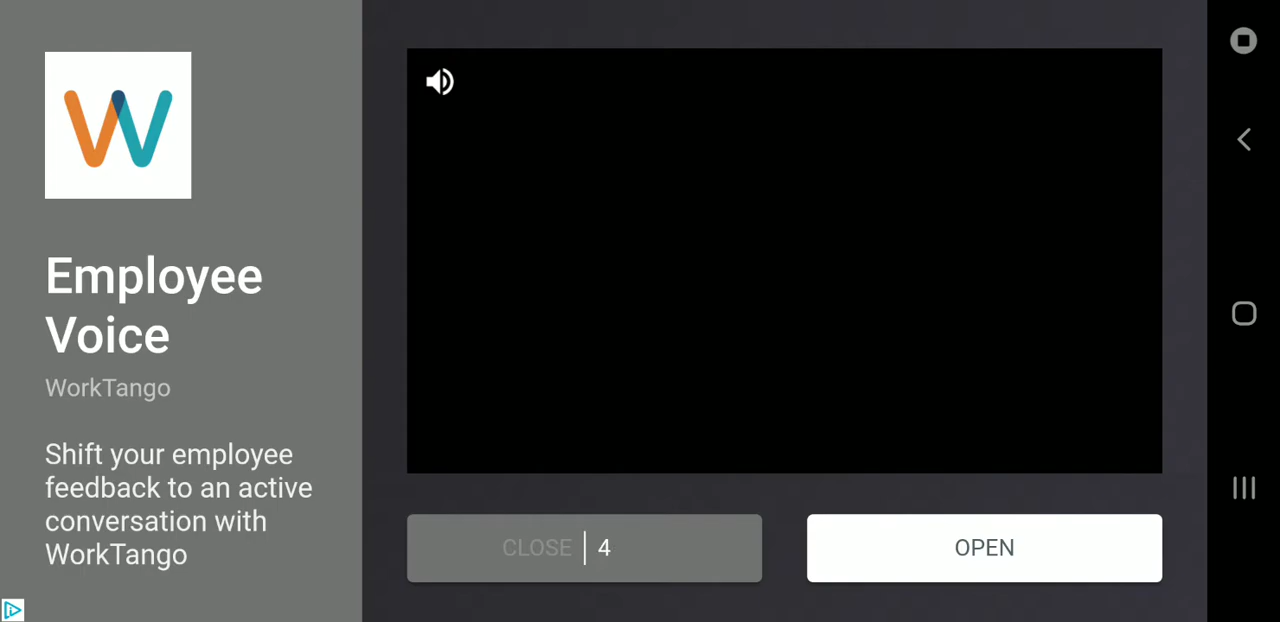 W
Employee
Voice
WorkTango
Shift your employee
feedback to an active
conversation with
WorkTango
CLOSE | 4
OPEN